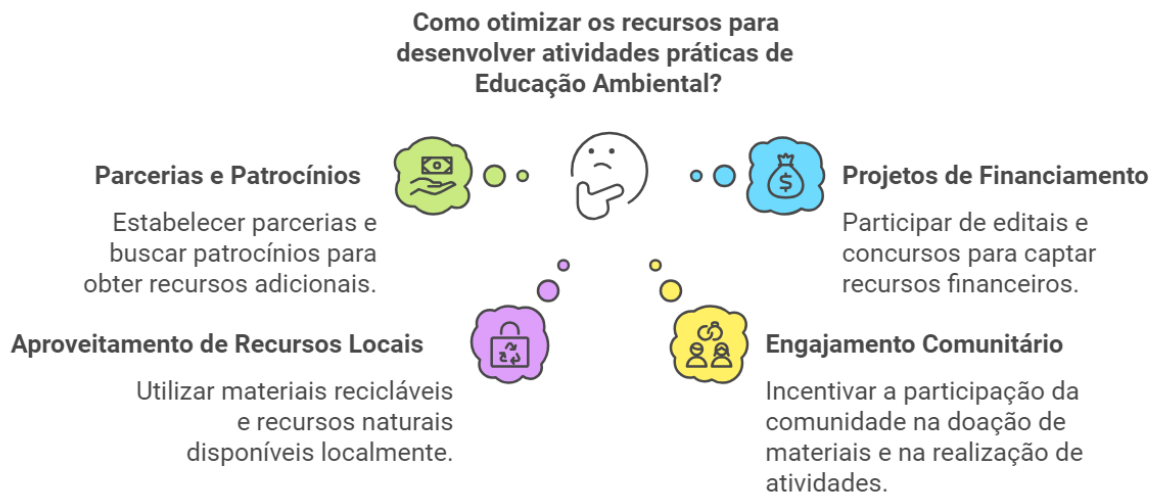 Como otimizar os recursos para
desenvolver atividades práticas de
Educação Ambiental?
Parcerias e Patrocínios
Estabelecer parcerias e
buscar patrocínios para
obter recursos adicionais.
Projetos de Financiamento
Participar de editais e
concursos para captar
recursos financeiros.
Aproveitamento de Recursos Locais
Utilizar materiais recicláveis
e recursos naturais
disponíveis localmente.
Engajamento Comunitário
Incentivar a participação da
comunidade na doação de
materiais e na realização de
atividades.